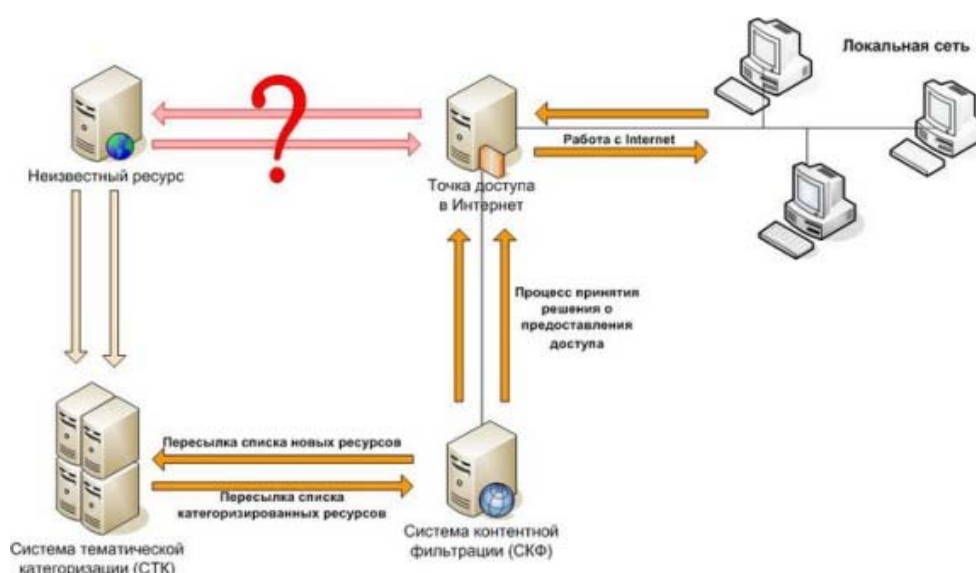 Локальная сеть
?
Работа с Internet
Неизвестный ресурс
Точка доступа
в Интернет
Процесс принятия
решения о
предоставления
доступа
Пересылка списка новых ресурсов
Пересылка списка
категоризированных ресурсов
Система контентной
фильтрации (СКФ)
Система тематической
категоризации (СТК)